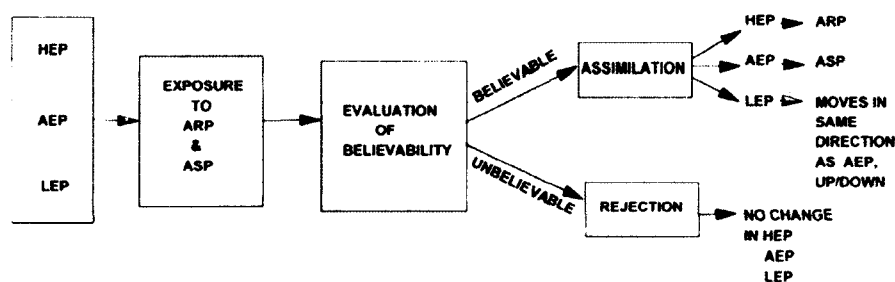 HEP
AEP
LEP
EXPOSURE
TO
ARP
&
ASP
EVALUATION
OF
BELIEVABILITY
BELIEVABLE
UNBELIEVABLE
ASSIMILATION
HEP ARP
AEP ASP
LEP MOVES IN
SAME
DIRECTION
AS AEP,
UP/DOWN
REJECTION
NO CHANGE
IN HEP
AEP
LEP